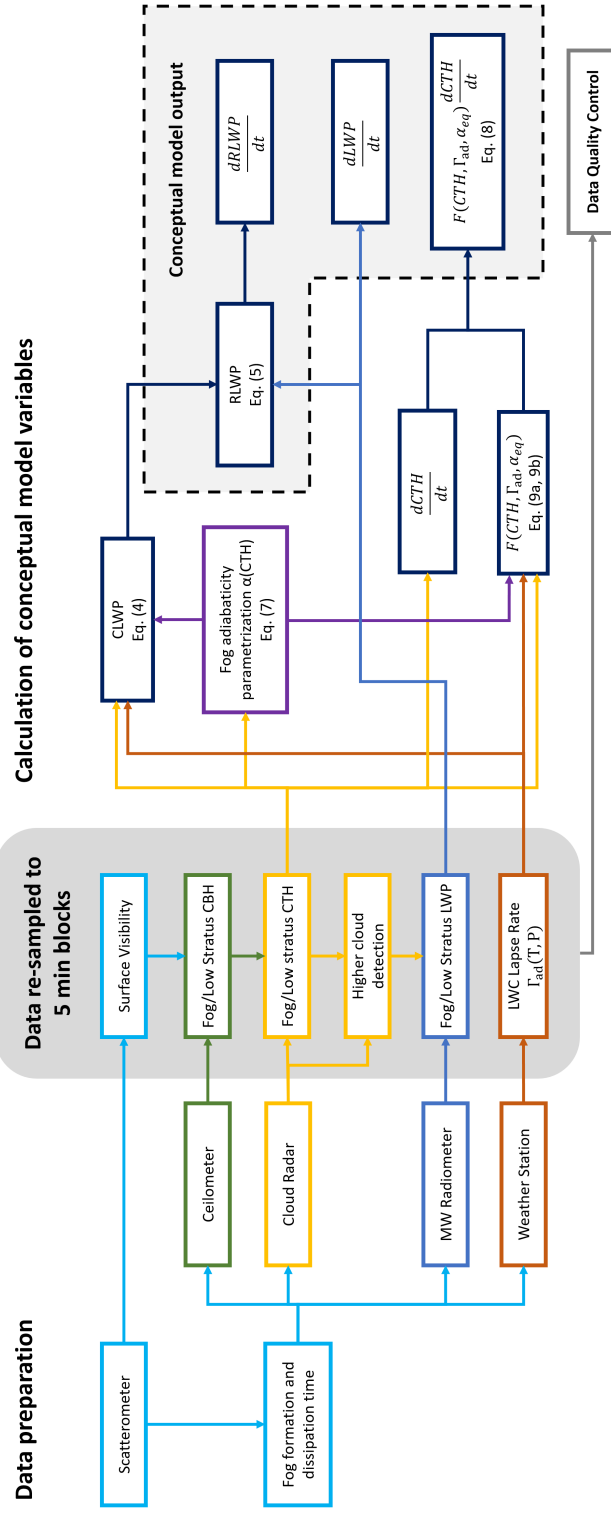 Data preparation
Scatterometer
Fog formation and
dissipation time
Ceilometer
Cloud Radar
MW Radiometer
Weather Station
Data re-sampled to
5 min blocks
Surface Visibility
Fog/Low Stratus CBH
Fog/Low stratus CTH
Higher cloud
detection
Fog/Low Stratus LWP
LWC Lapse Rate
Γad(T, P)
Calculation of conceptual model variables
CLWP
Eq. (4)
Fog adiabaticity
parametrization α(CTH)
Eq. (7)
dCTH
dt
F(CTH, Γad, αeq)
Eq. (9a, 9b)
Conceptual model output
RLWP
Eq. (5)
dRLWP
dt
dLWP
dt
F(CTH, Γad, αeq) dCTH
dt
Eq. (8)
Data Quality Control